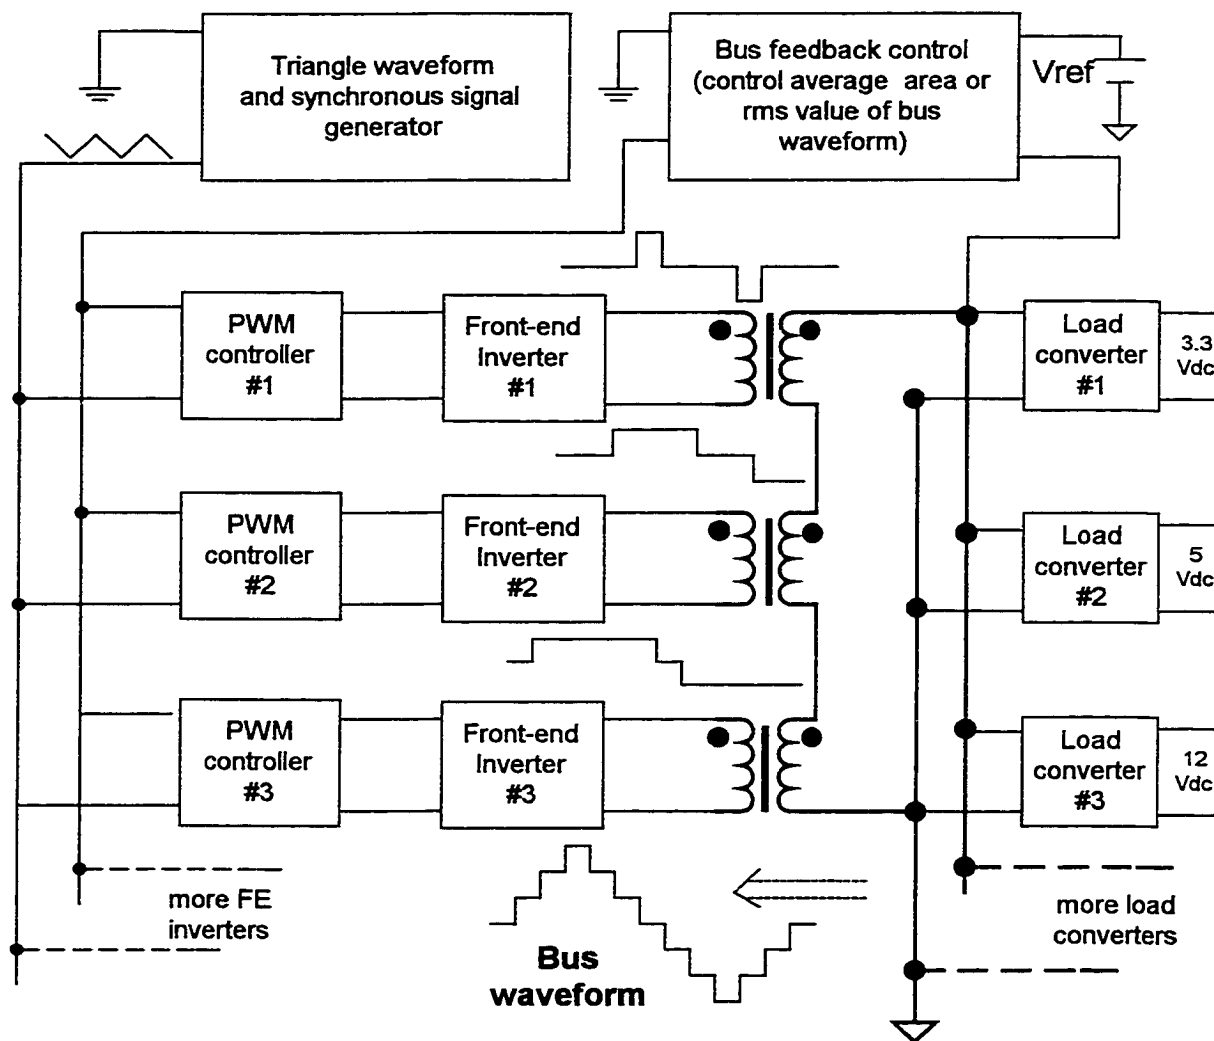 Triangle waveform
and synchronous signal
generator
Bus feedback control
(control average area or
rms value of bus
waveform)
Vref
PWM
controller
#1
Front-end
Inverter
#1
Load
converter
#1
3.3
Vdc
PWM
controller
#2
Front-end
Inverter
#2
Load
converter
#2
5
Vdc
PWM
controller
#3
Front-end
Inverter
#3
Load
converter
#3
12
Vdc
more FE
inverters
Bus
waveform
more load
converters